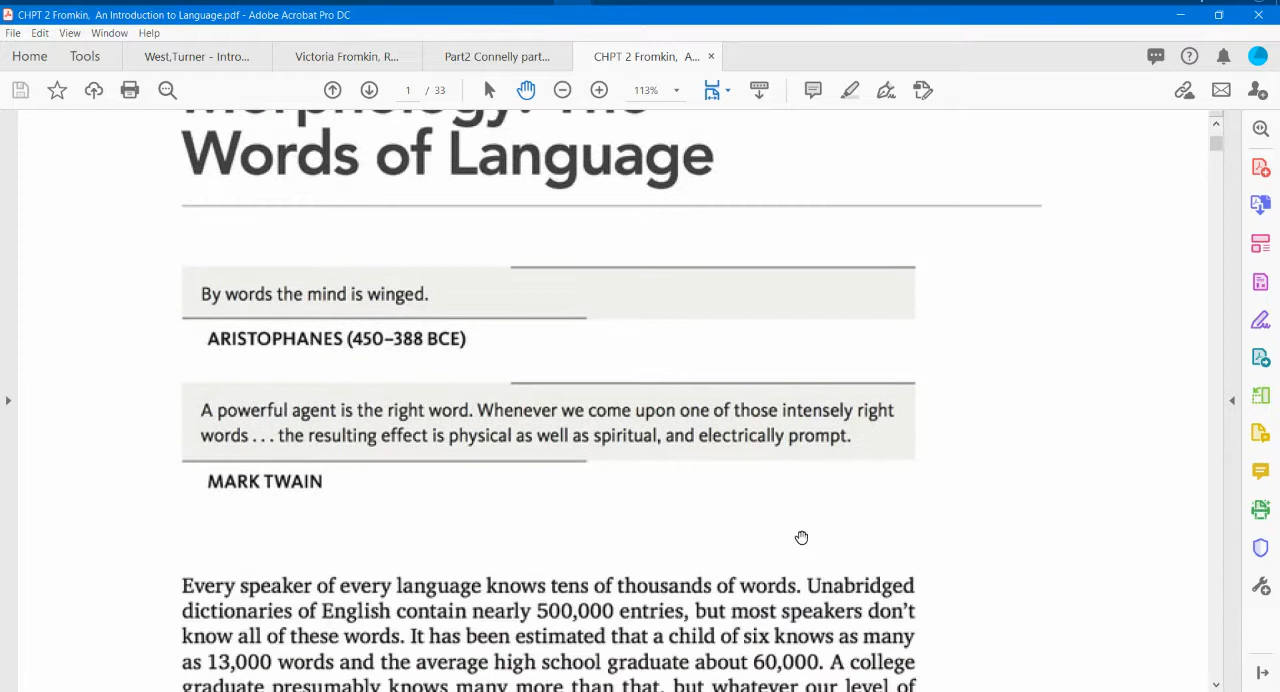 CHPT 2 Fromkin,  An Introduction to Language.pdf - Adobe Acrobat Pro DC
File Edit View Window Help
Home Tools West,Turner - Intro... Victoria Fromkin, R... Part2 Connelly part... CHPT 2 Fromkin, A... ×
1 / 33 113%
Morphology: The
Words of Language
By words the mind is winged.
ARISTOPHANES (450–388 BCE)
A powerful agent is the right word. Whenever we come upon one of those intensely right
words . . . the resulting effect is physical as well as spiritual, and electrically prompt.
MARK TWAIN
Every speaker of every language knows tens of thousands of words. Unabridged
dictionaries of English contain nearly 500,000 entries, but most speakers don't
know all of these words. It has been estimated that a child of six knows as many
as 13,000 words and the average high school graduate about 60,000. A college
graduate presumably knows many more than that, but whatever our level of